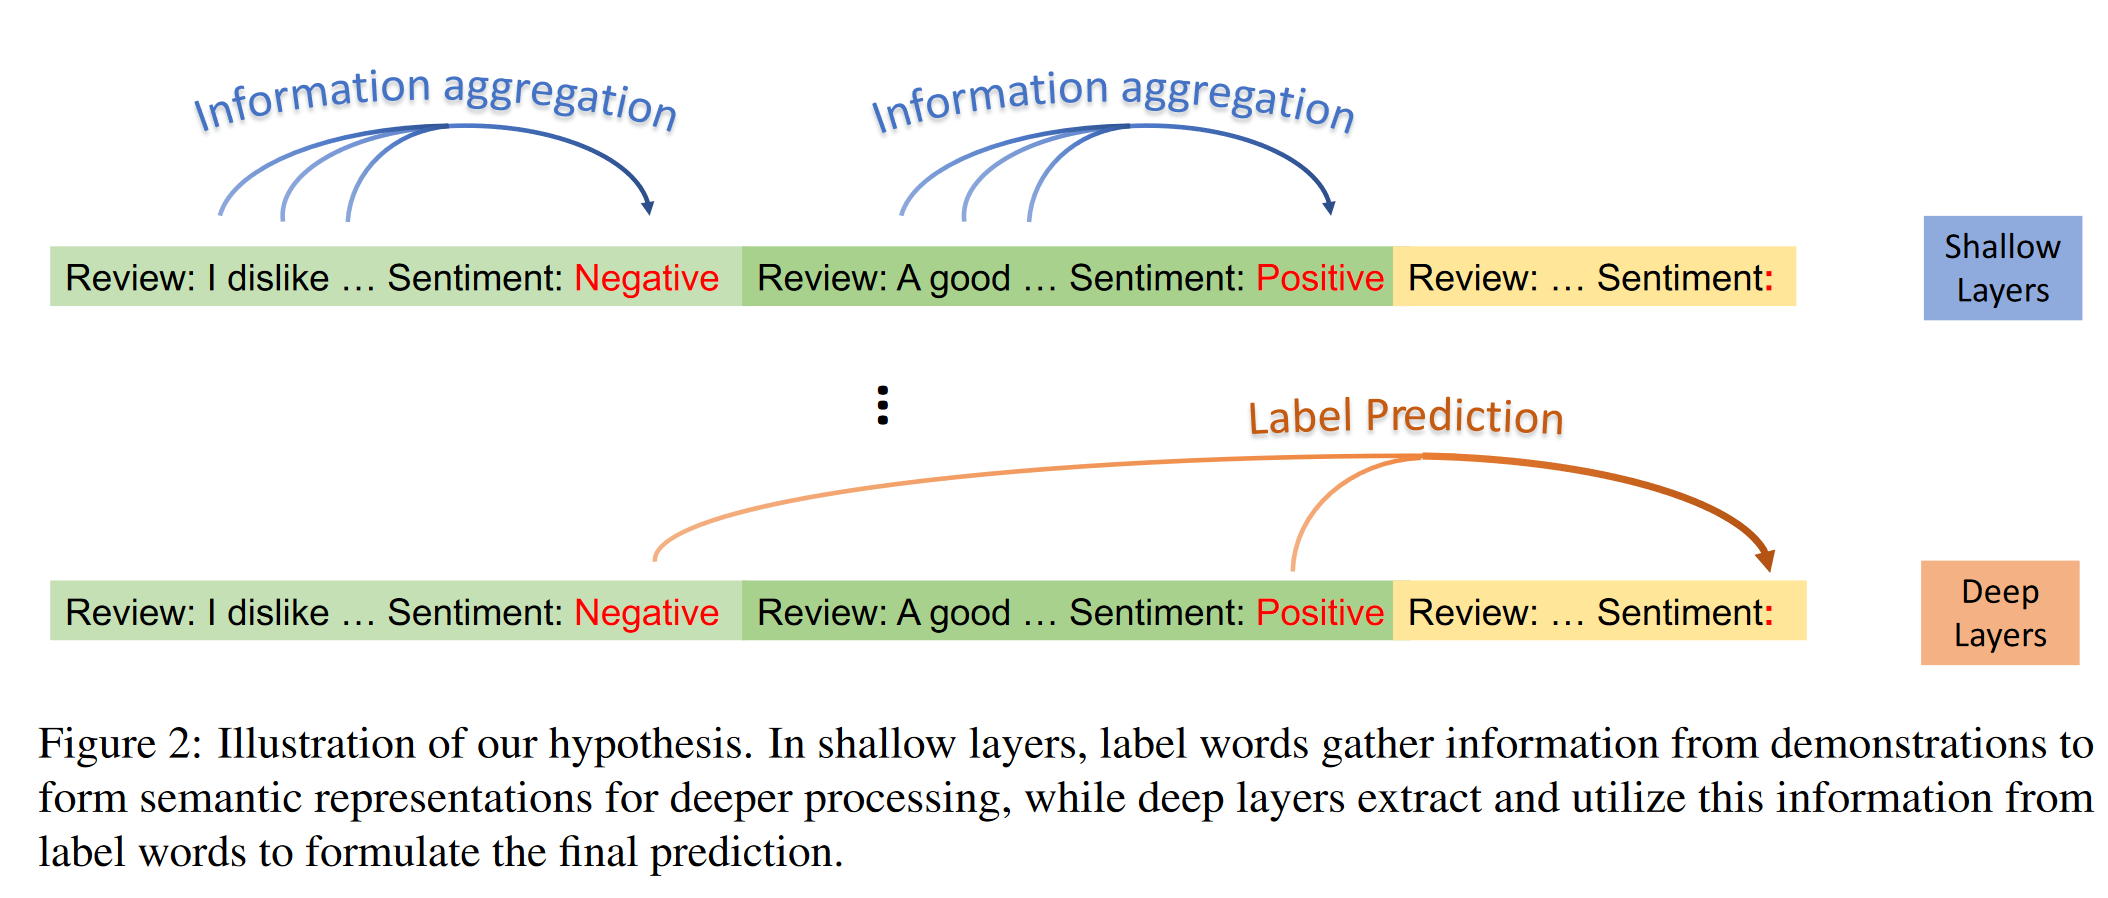 Information aggregation Information aggregation
Review: I dislike … Sentiment: Negative Review: A good … Sentiment: Positive Review: … Sentiment:
Shallow
Layers
Label Prediction
Review: I dislike … Sentiment: Negative Review: A good … Sentiment: Positive Review: … Sentiment:
Deep
Layers
Figure 2: Illustration of our hypothesis. In shallow layers, label words gather information from demonstrations to
form semantic representations for deeper processing, while deep layers extract and utilize this information from
label words to formulate the final prediction.